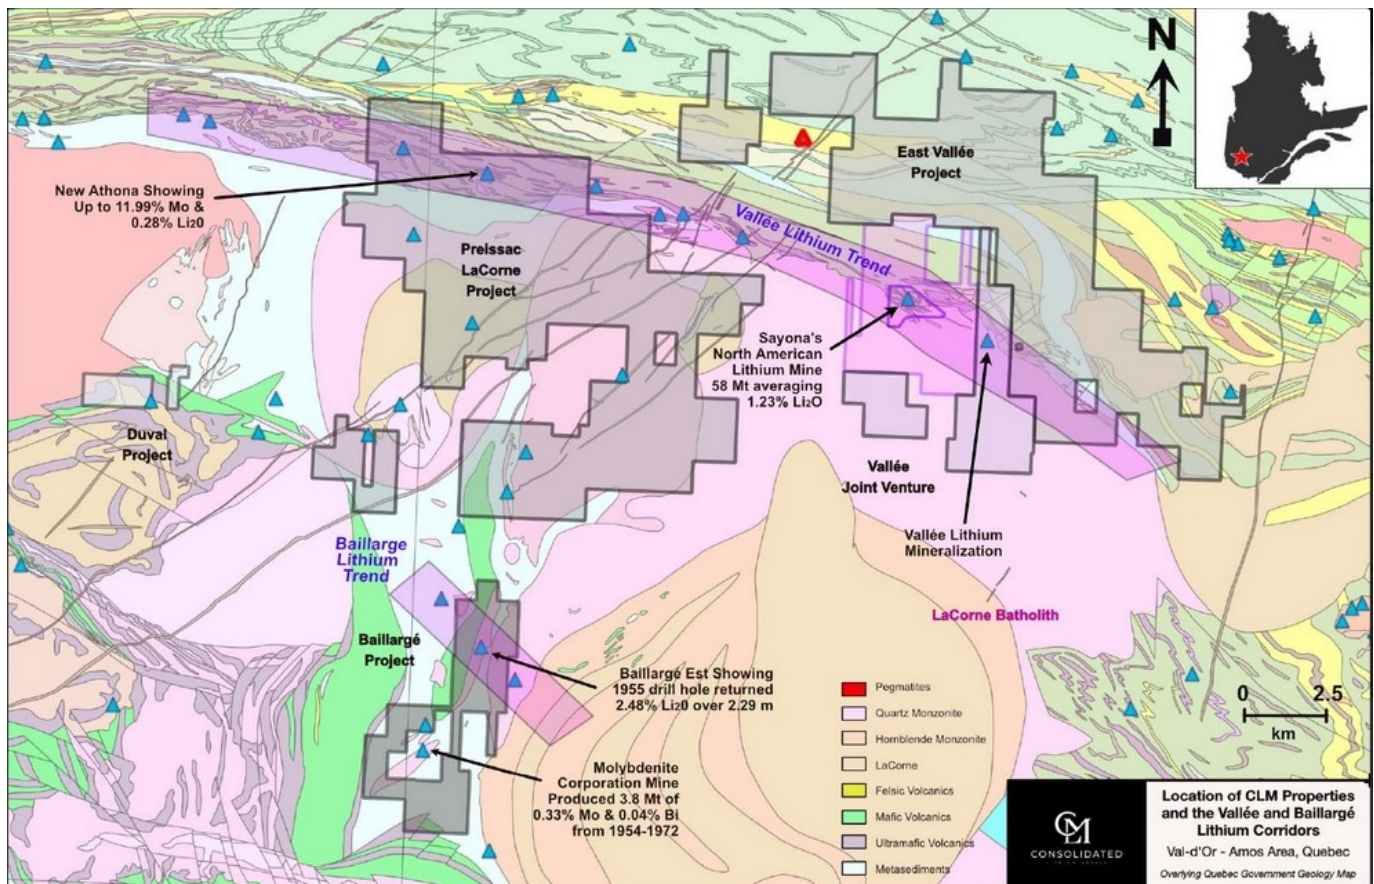 N
East Vallée
Project
New Athona Showing
Up to 11.99% Mo &
0.28% Li₂0
Vallée Lithium Trend
Preissac
LaCorne
Project
Sayona's
North American
Lithium Mine
58 Mt averaging
1.23% Li₂O
Duval
Project
Vallée
Joint Venture
Vallée Lithium
Mineralization
Baillarge
Lithium
Trend
LaCorne Batholith
Baillargé
Project
Baillargé Est Showing
1955 drill hole returned
2.48% Li₂0 over 2.29 m
Molybdenite
Corporation Mine
Produced 3.8 Mt of
0.33% Mo & 0.04% Bi
from 1954-1972
Pegmatites
Quartz Monzonite
Hornblende Monzonite
LaCorne
Felsic Volcanics
Mafic Volcanics
Ultramafic Volcanics
Metasediments
0 2.5
km
CLM
CONSOLIDATED
Location of CLM Properties
and the Vallée and Baillargé
Lithium Corridors
Val-d'Or - Amos Area, Quebec
Overlying Quebec Government Geology Map